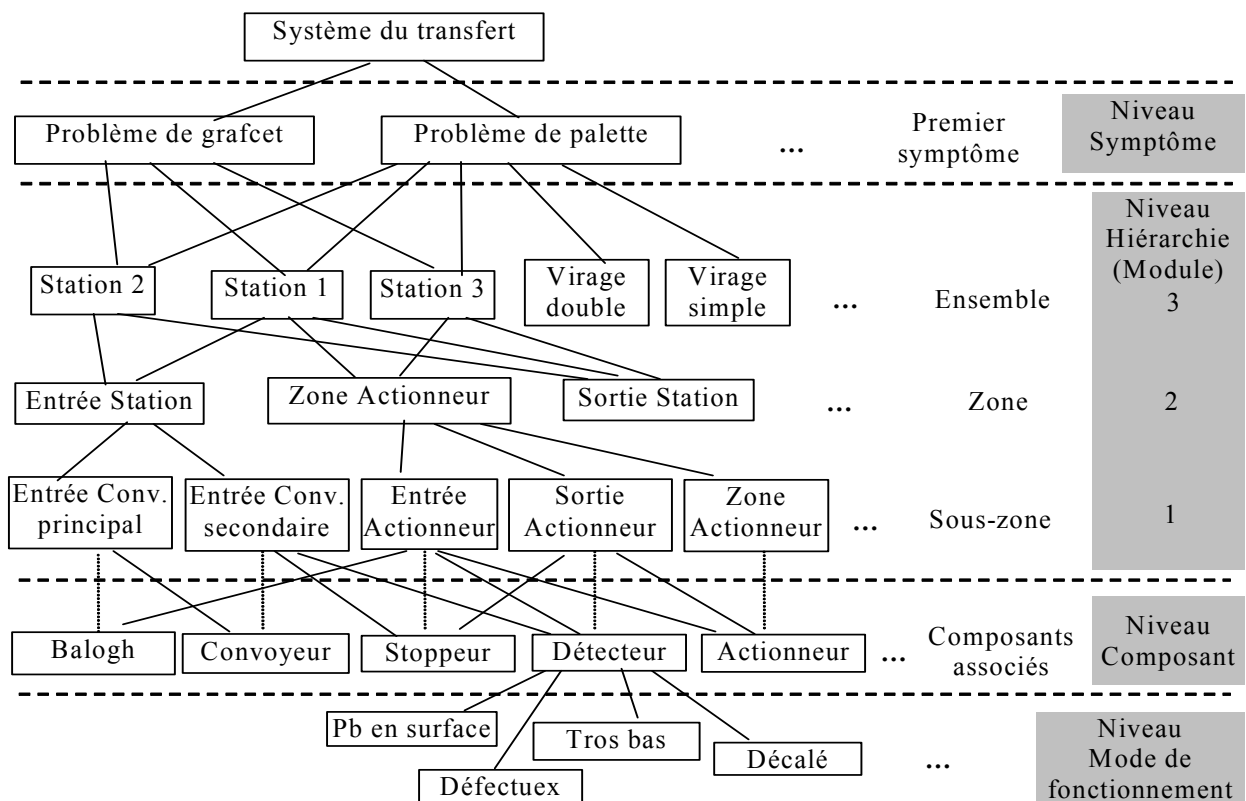 Système du transfert
Problème de grafcet
Problème de palette
...
Premier
symptôme
Niveau
Symptôme
Niveau
Hiérarchie
(Module)
Station 2
Station 1
Station 3
Virage
double
Virage
simple
...
Ensemble
3
Entrée Station
Zone Actionneur
Sortie Station
...
Zone
2
Entrée Conv.
principal
Entrée Conv.
secondaire
Entrée
Actionneur
Sortie
Actionneur
Zone
Actionneur
...
Sous-zone
1
Balogh
Convoyeur
Stoppeur
Détecteur
Actionneur
...
Composants
associés
Niveau
Composant
Pb en surface
Défectuex
Tros bas
Décalé
...
Niveau
Mode de
fonctionnement